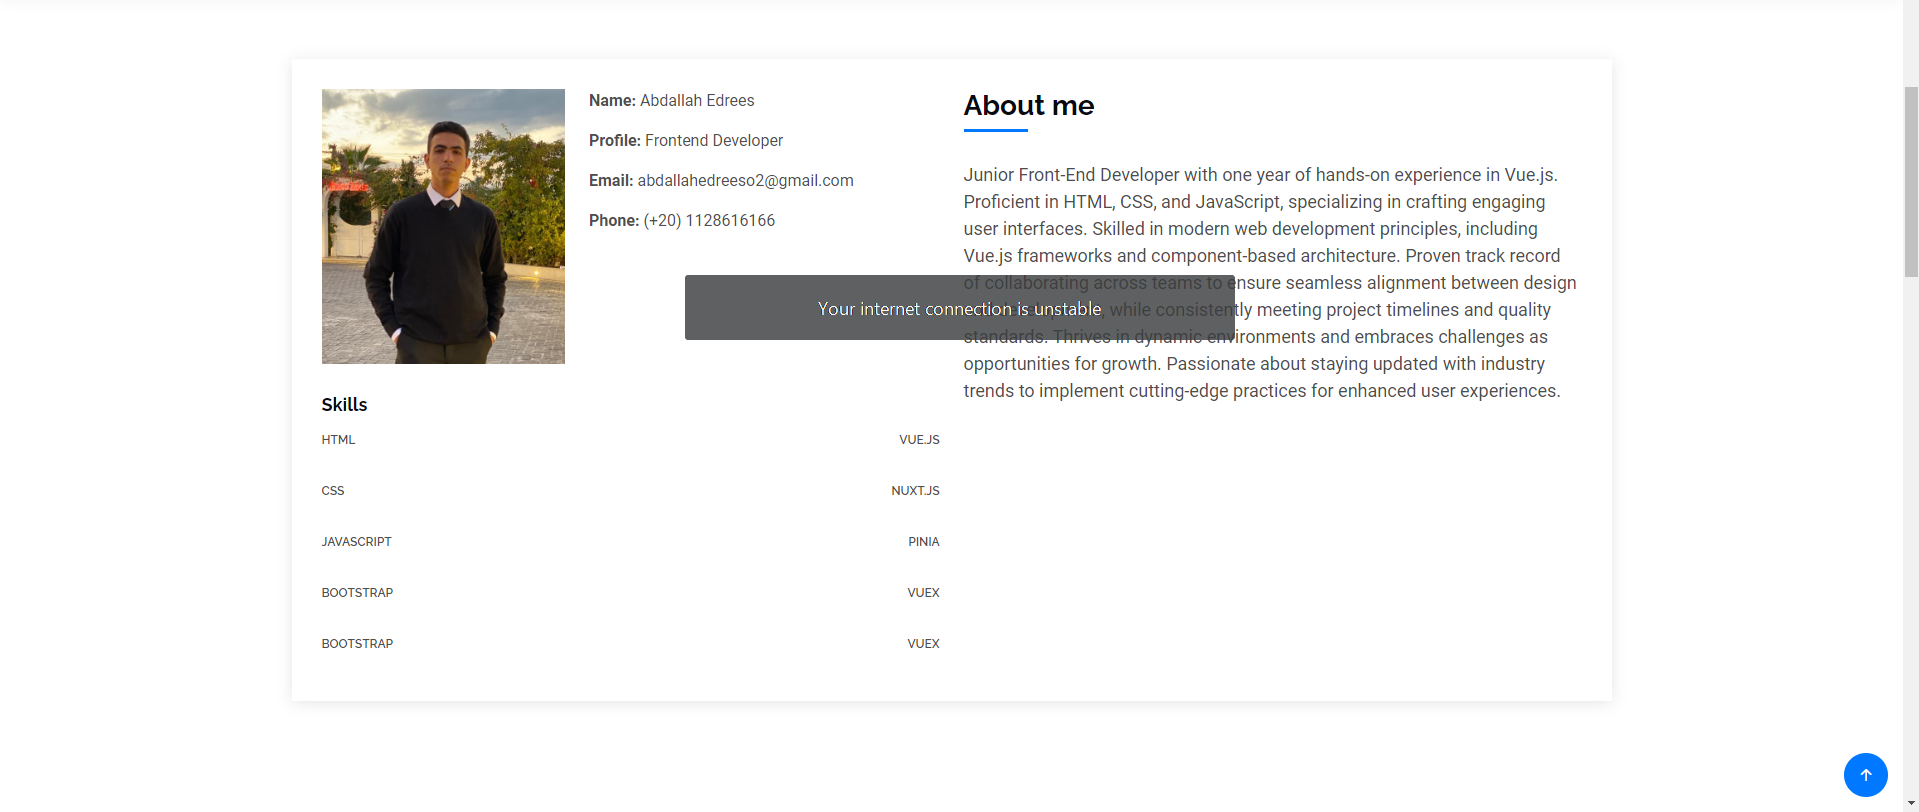 Name: Abdallah Edrees
Profile: Frontend Developer
Email: abdallahedreeso2@gmail.com
Phone: (+20) 1128616166
Skills
HTML VUE.JS
CSS NUXT.JS
JAVASCRIPT PINIA
BOOTSTRAP VUEX
BOOTSTRAP VUEX
About me
Junior Front-End Developer with one year of hands-on experience in Vue.js.
Proficient in HTML, CSS, and JavaScript, specializing in crafting engaging
user interfaces. Skilled in modern web development principles, including
Vue.js frameworks and component-based architecture. Proven track record
of collaborating across teams to ensure seamless alignment between design
while consistently meeting project timelines and quality
standards. Thrives in dynamic environments and embraces challenges as
opportunities for growth. Passionate about staying updated with industry
trends to implement cutting-edge practices for enhanced user experiences.
Your internet connection is unstable